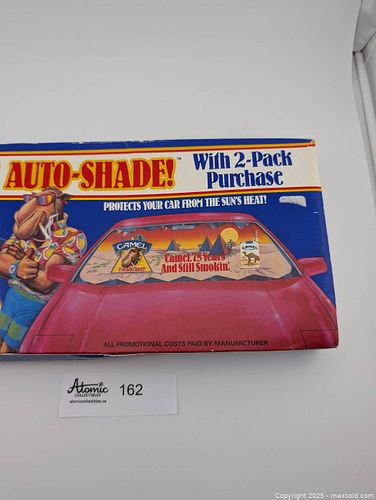 AUTO-SHADE!™
With 2-Pack
Purchase
PROTECTS YOUR CAR FROM THE SUN'S HEAT!
CAMEL
Camel. 75 Years
And Still Smokin'.
CAMEL
ALL PROMOTIONAL COSTS PAID BY MANUFACTURER
Atomic
COLLECTIBLES
162
Copyright © 2025 - maxsold.com